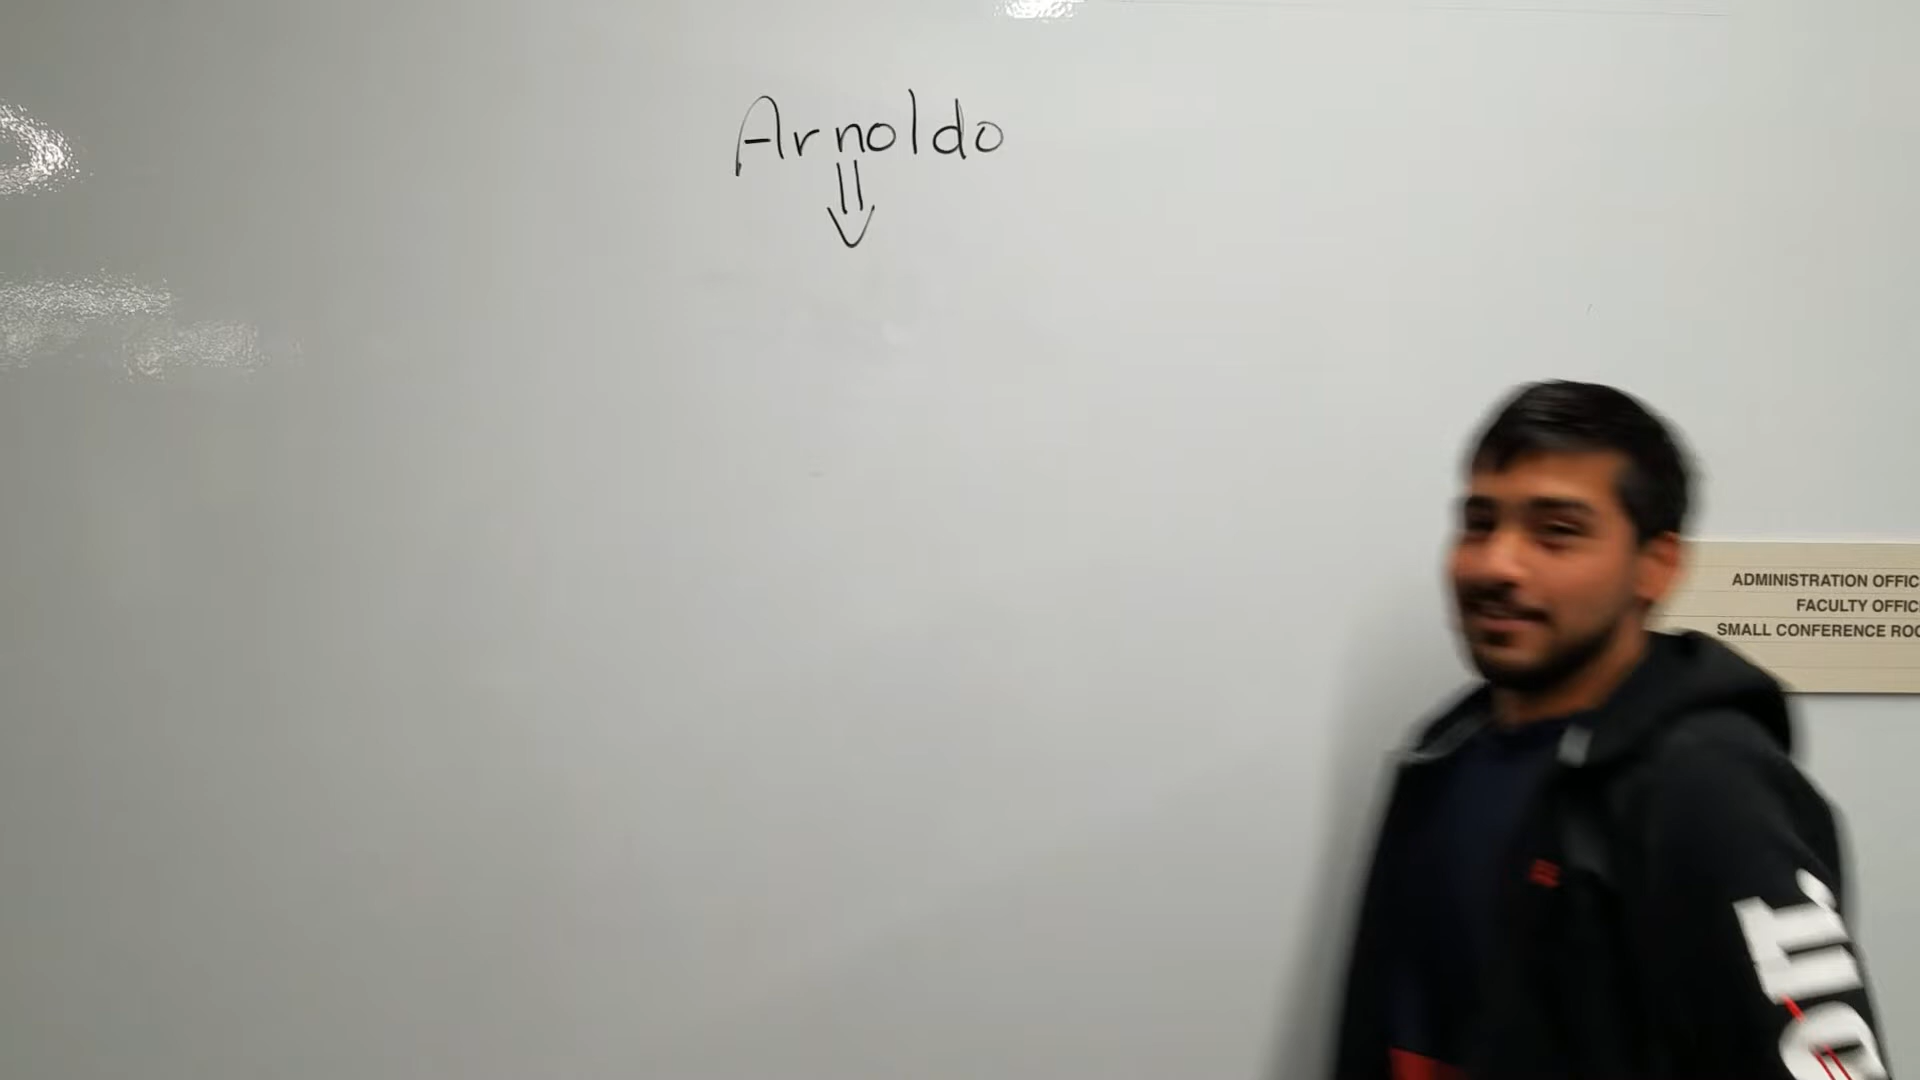 Arnoldo
ADMINISTRATION OFFIC
FACULTY OFFIC
SMALL CONFERENCE ROO